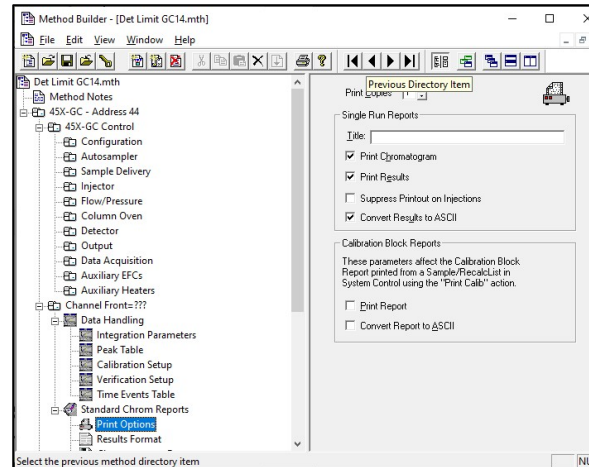 Method Builder - [Det Limit GC14.mth]
File Edit View Window Help
Previous Directory Item
Det Limit GC14.mth
Method Notes
45X-GC - Address 44
45X-GC Control
Configuration
Autosampler
Sample Delivery
Injector
Flow/Pressure
Column Oven
Detector
Output
Data Acquisition
Auxiliary EFCs
Auxiliary Heaters
Channel Front=???
Data Handling
Integration Parameters
Peak Table
Calibration Setup
Verification Setup
Time Events Table
Standard Chrom Reports
Print Options
Results Format
Print Copies
Single Run Reports
Title:
Print Chromatogram
Print Results
Suppress Printout on Injections
Convert Results to ASCII
Calibration Block Reports
These parameters affect the Calibration Block
Report printed from a Sample/RecalcList in
System Control using the "Print Calib" action.
Print Report
Convert Report to ASCII
Select the previous method directory item